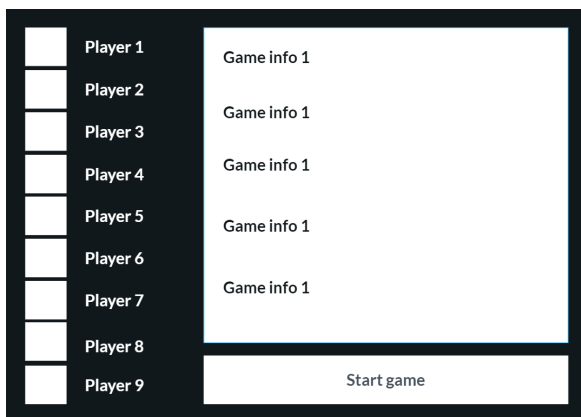 Player 1
Player 2
Player 3
Player 4
Player 5
Player 6
Player 7
Player 8
Player 9
Game info 1
Game info 1
Game info 1
Game info 1
Game info 1
Start game